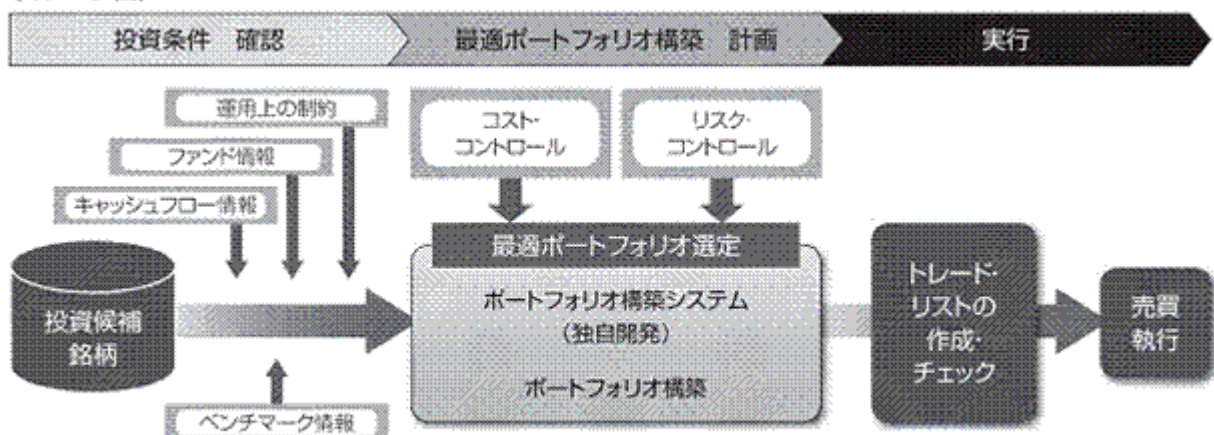 投資条件 確認
最適ポートフォリオ構築 計画
実行
運用上の制約
ファンド情報
キャッシュフロー情報
コスト・
コントロール
リスク・
コントロール
投資候補
銘柄
最適ポートフォリオ選定
ポートフォリオ構築システム
（独自開発）
ポートフォリオ構築
トレード・
リストの
作成・
チェック
売買
執行
ベンチマーク情報